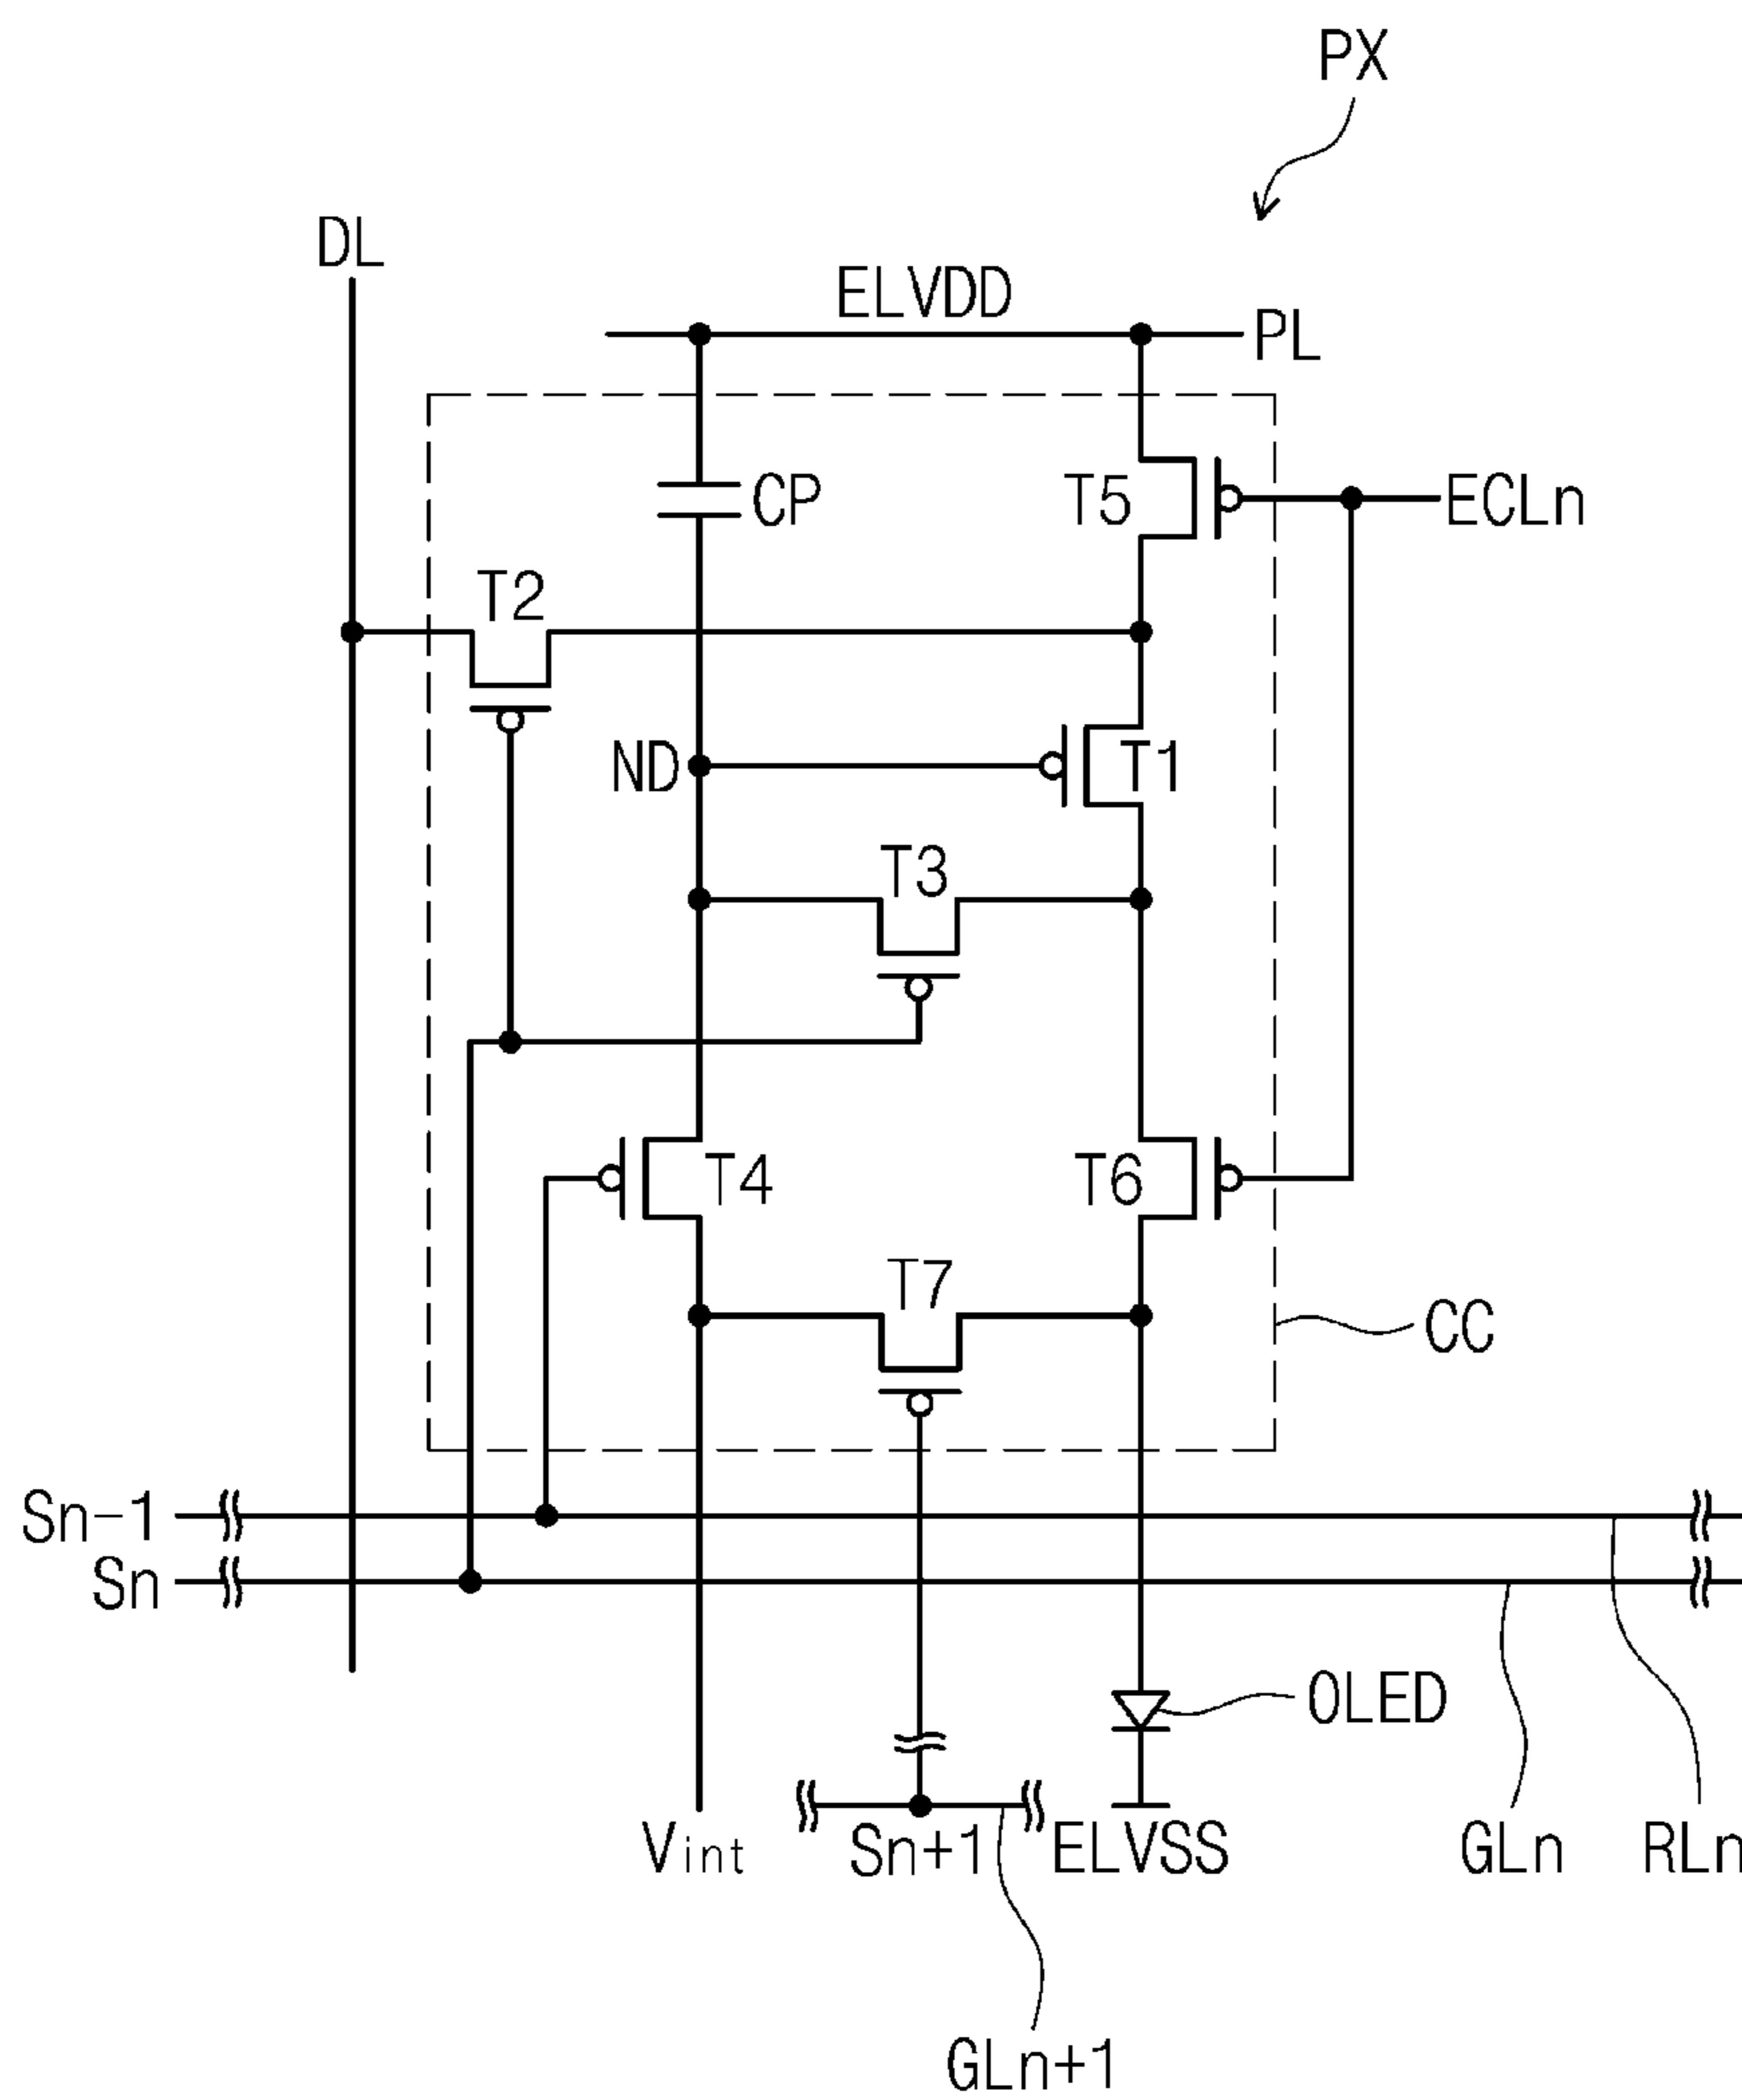 PX
DL
ELVDD
PL
CP
T5
ECLn
T2
ND
T1
T3
T4
T6
T7
CC
Sn-1
Sn
OLED
Vint
Sn+1
ELVSS
GLn
RLn
GLn+1